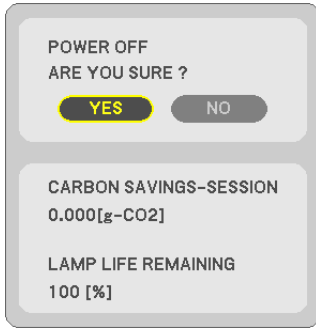 POWER OFF
ARE YOU SURE ?
YES NO
CARBON SAVINGS-SESSION
0.000[g-CO2]
LAMP LIFE REMAINING
100 [%]